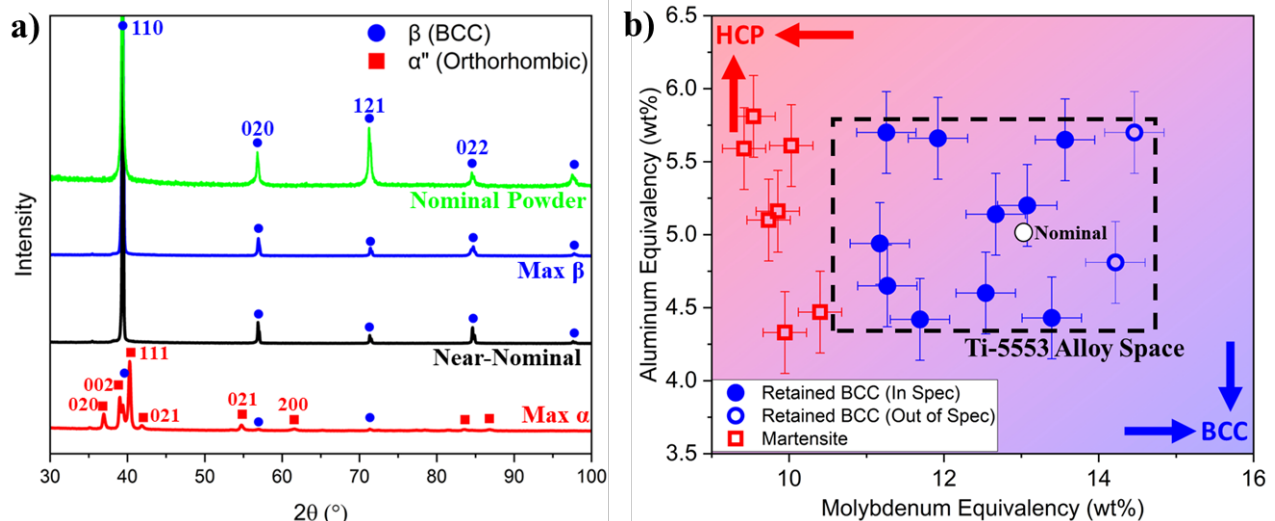 a)
β (BCC)
α" (Orthorhombic)
110
020
121
022
Nominal Powder
Max β
Near-Nominal
111
002
020
021
021
200
Max α
Intensity
30 40 50 60 70 80 90 100
2θ (°)
b)
HCP
Nominal
Ti-5553 Alloy Space
Retained BCC (In Spec)
Retained BCC (Out of Spec)
Martensite
BCC
Aluminum Equivalency (wt%)
6.5
6.0
5.5
5.0
4.5
4.0
3.5
10 12 14 16
Molybdenum Equivalency (wt%)